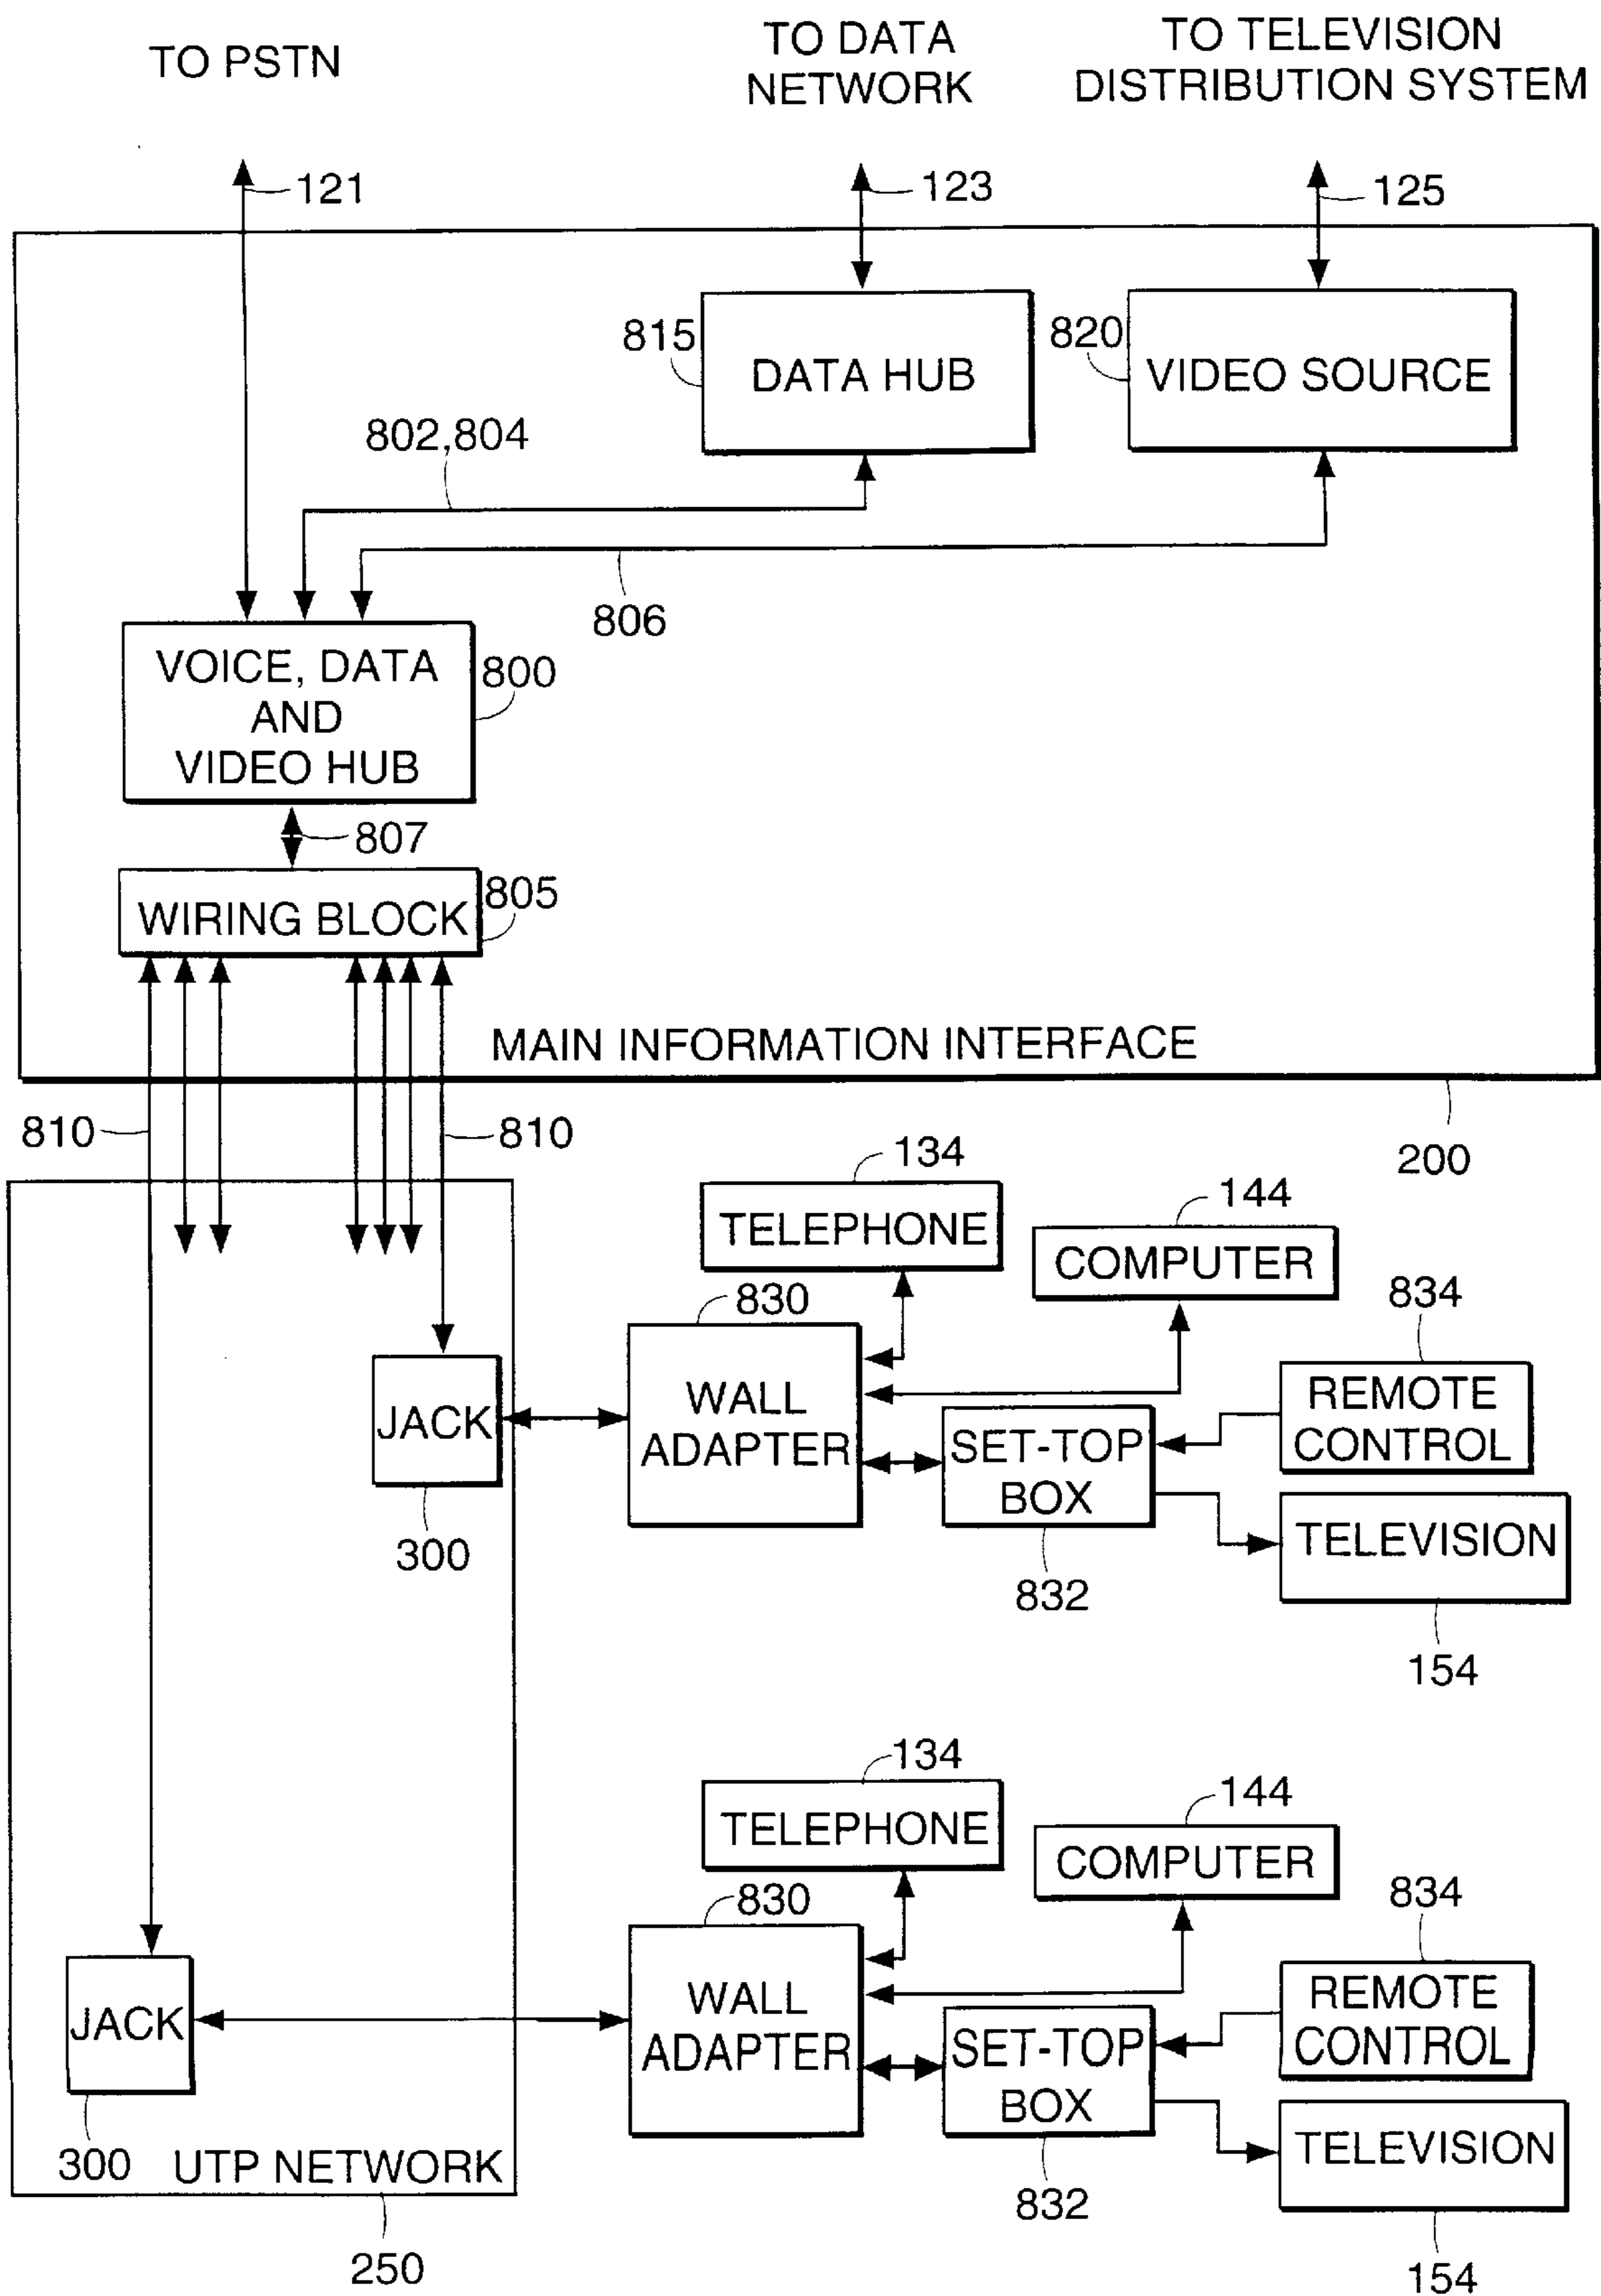 TO PSTN
TO DATA
NETWORK
TO TELEVISION
DISTRIBUTION SYSTEM
121
123
125
815
DATA HUB
820
VIDEO SOURCE
802,804
806
VOICE, DATA
AND
VIDEO HUB
800
807
WIRING BLOCK
805
MAIN INFORMATION INTERFACE
810
810
200
134
TELEPHONE
144
COMPUTER
830
834
WALL
ADAPTER
REMOTE
CONTROL
JACK
SET-TOP
BOX
300
832
TELEVISION
154
134
TELEPHONE
144
COMPUTER
830
834
WALL
ADAPTER
REMOTE
CONTROL
JACK
SET-TOP
BOX
300
UTP NETWORK
832
TELEVISION
250
154